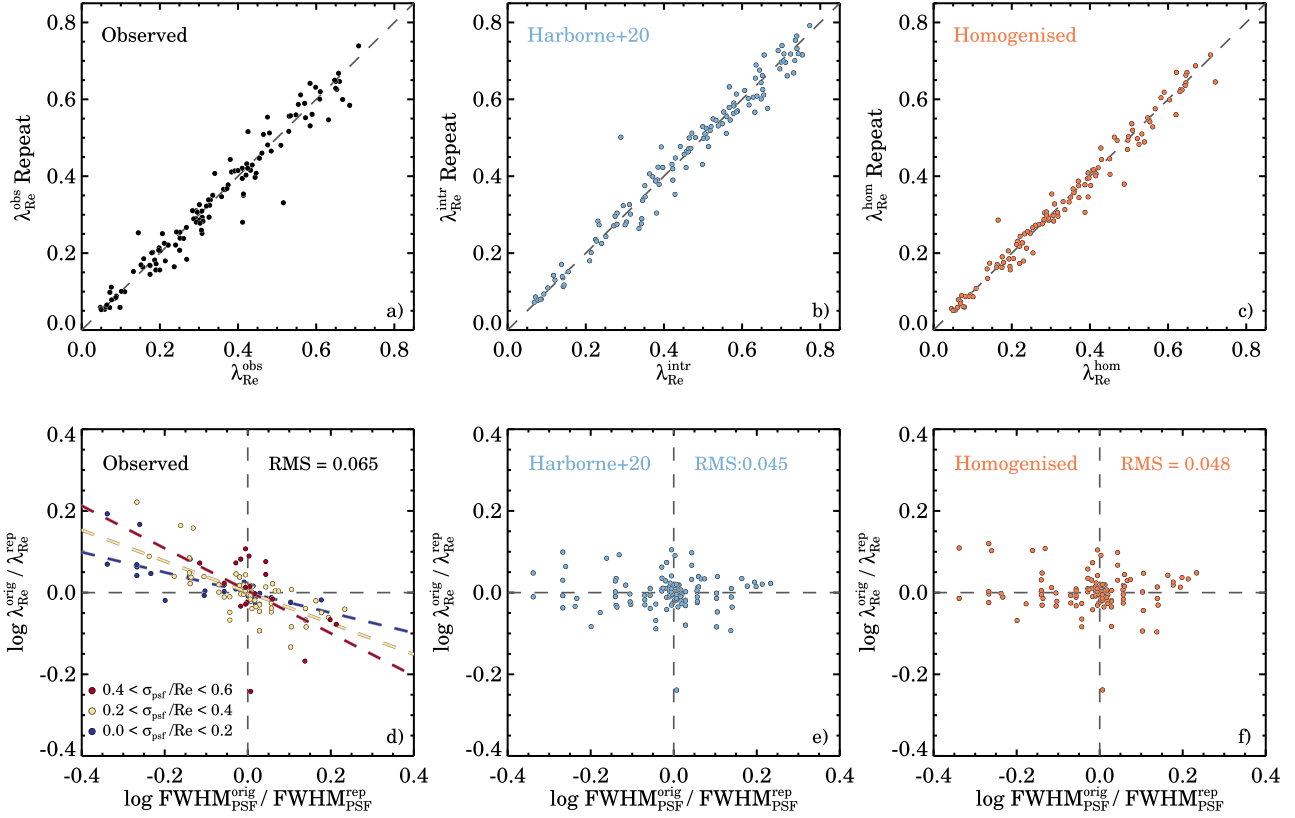 Observed
Harborne+20
Homogenised
0.8
0.6
0.4
0.2
0.0
λ_Re^obs Repeat
a)
0.0 0.2 0.4 0.6 0.8
λ_Re^obs
0.8
0.6
0.4
0.2
0.0
λ_Re^intr Repeat
b)
0.0 0.2 0.4 0.6 0.8
λ_Re^intr
0.8
0.6
0.4
0.2
0.0
λ_Re^hom Repeat
c)
0.0 0.2 0.4 0.6 0.8
λ_Re^hom
0.4
0.2
0.0
-0.2
-0.4
log λ_Re^orig / λ_Re^rep
Observed RMS = 0.065
0.4 < σ_psf /Re < 0.6
0.2 < σ_psf /Re < 0.4
0.0 < σ_psf /Re < 0.2
d)
-0.4 -0.2 0.0 0.2 0.4
log FWHM_PSF^orig / FWHM_PSF^rep
0.4
0.2
0.0
-0.2
-0.4
log λ_Re^orig / λ_Re^rep
Harborne+20 RMS:0.045
e)
-0.4 -0.2 0.0 0.2 0.4
log FWHM_PSF^orig / FWHM_PSF^rep
0.4
0.2
0.0
-0.2
-0.4
log λ_Re^orig / λ_Re^rep
Homogenised RMS = 0.048
f)
-0.4 -0.2 0.0 0.2 0.4
log FWHM_PSF^orig / FWHM_PSF^rep